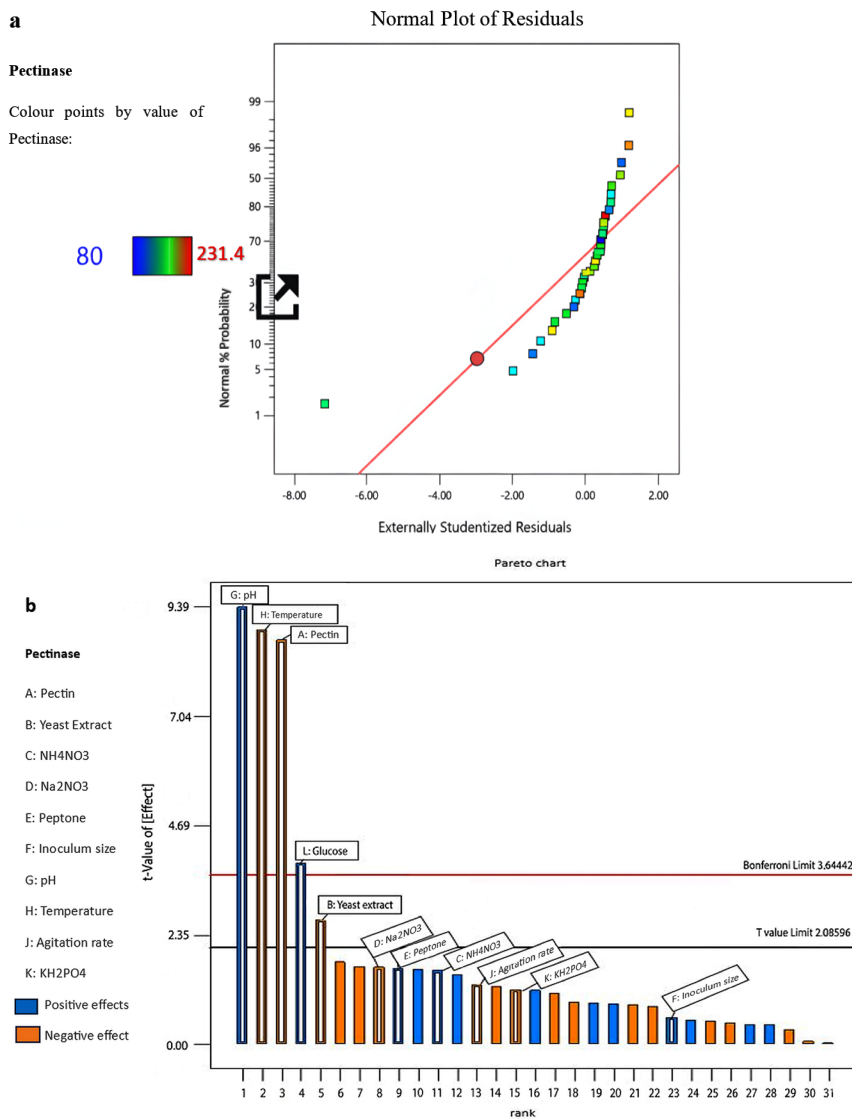 a
Normal Plot of Residuals
Pectinase
Colour points by value of
Pectinase:
80
231.4
Normal % Probability
99
96
50
80
70
3
2
10
5
1
-8.00
-6.00
-4.00
-2.00
0.00
2.00
Externally Studentized Residuals
Pareto chart
b
Pectinase
A: Pectin
B: Yeast Extract
C: NH4NO3
D: Na2NO3
E: Peptone
F: Inoculum size
G: pH
H: Temperature
J: Agitation rate
K: KH2PO4
Positive effects
Negative effect
t-Value of [Effect]
9.39
7.04
4.69
2.35
0.00
G: pH
H: Temperature
A: Pectin
L: Glucose
Bonferroni Limit 3.64442
B: Yeast extract
T value Limit 2.08596
D: Na2NO3
E: Peptone
C: NH4NO3
J: Agitation rate
K: KH2PO4
F: Inoculum size
1 2 3 4 5 6 7 8 9 10 11 12 13 14 15 16 17 18 19 20 21 22 23 24 25 26 27 28 29 30 31
rank